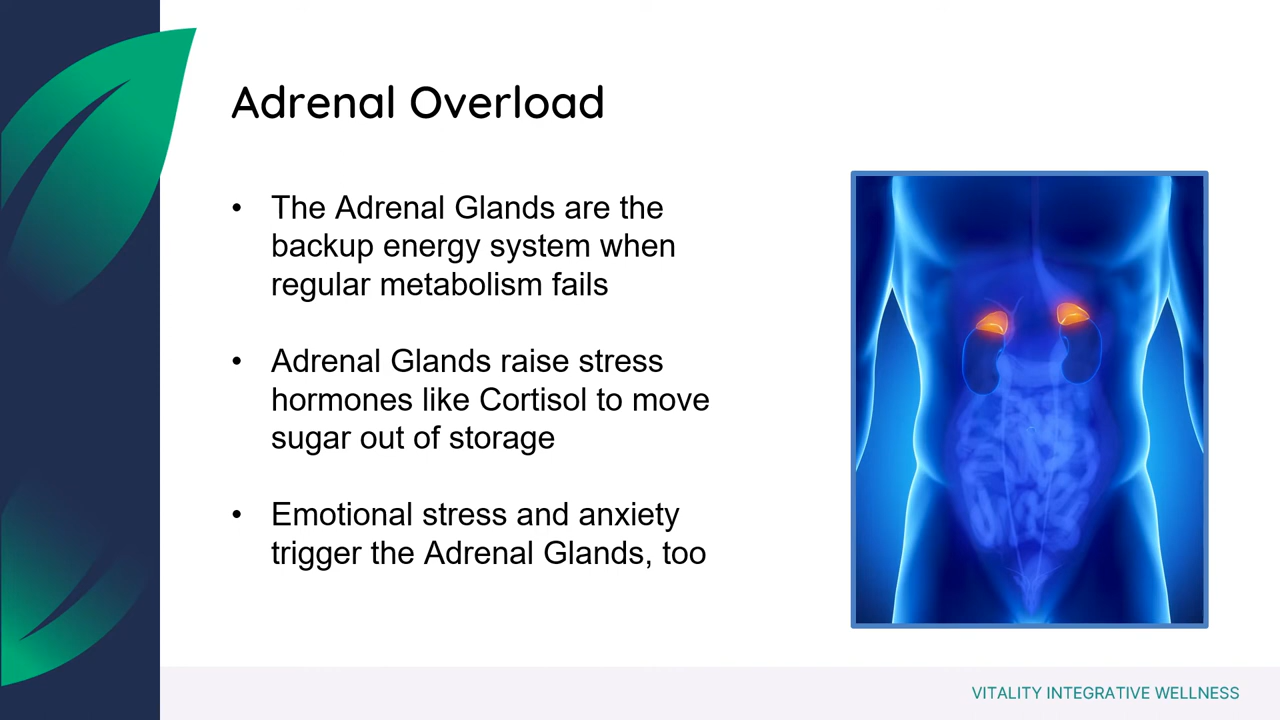 Adrenal Overload
• The Adrenal Glands are the
backup energy system when
regular metabolism fails
• Adrenal Glands raise stress
hormones like Cortisol to move
sugar out of storage
• Emotional stress and anxiety
trigger the Adrenal Glands, too
VITALITY INTEGRATIVE WELLNESS